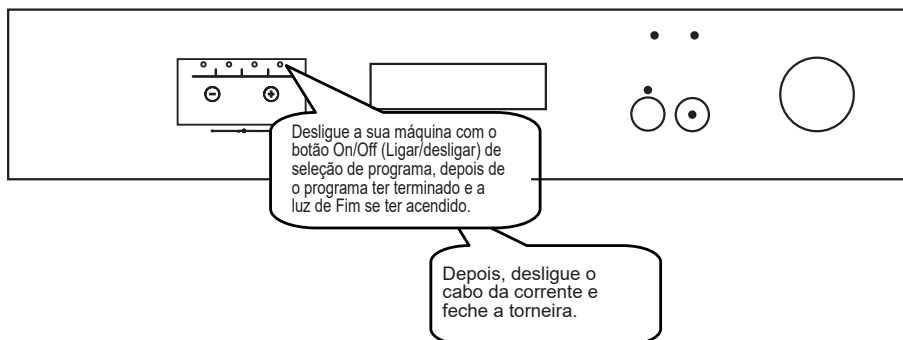 Desligue a sua máquina com o
botão On/Off (Ligar/desligar) de
seleção de programa, depois de
o programa ter terminado e a
luz de Fim se ter acendido.
Depois, desligue o
cabo da corrente e
feche a torneira.